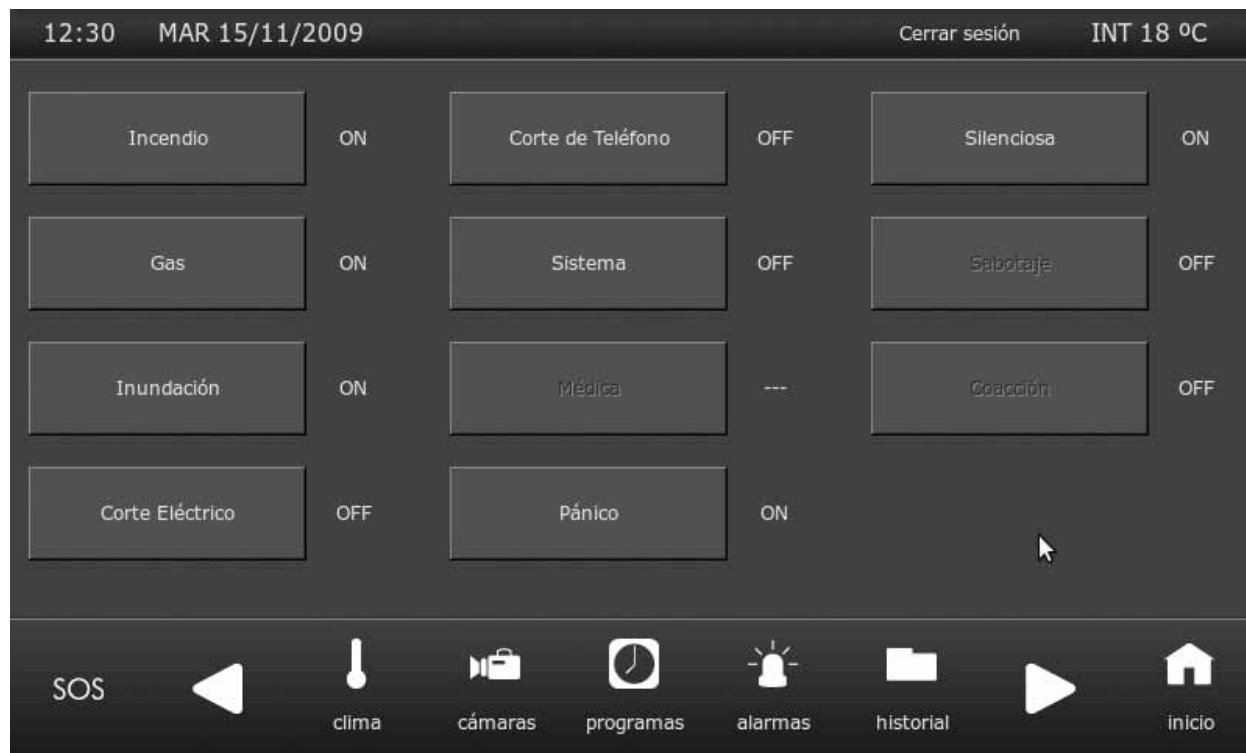 12:30 MAR 15/11/2009 Cerrar sesión INT 18 ºC
Incendio ON Corte de Teléfono OFF Silenciosa ON
Gas ON Sistema OFF Sabotaje OFF
Inundación ON Médica --- Coacción OFF
Corte Eléctrico OFF Pánico ON
SOS clima cámaras programas alarmas historial inicio